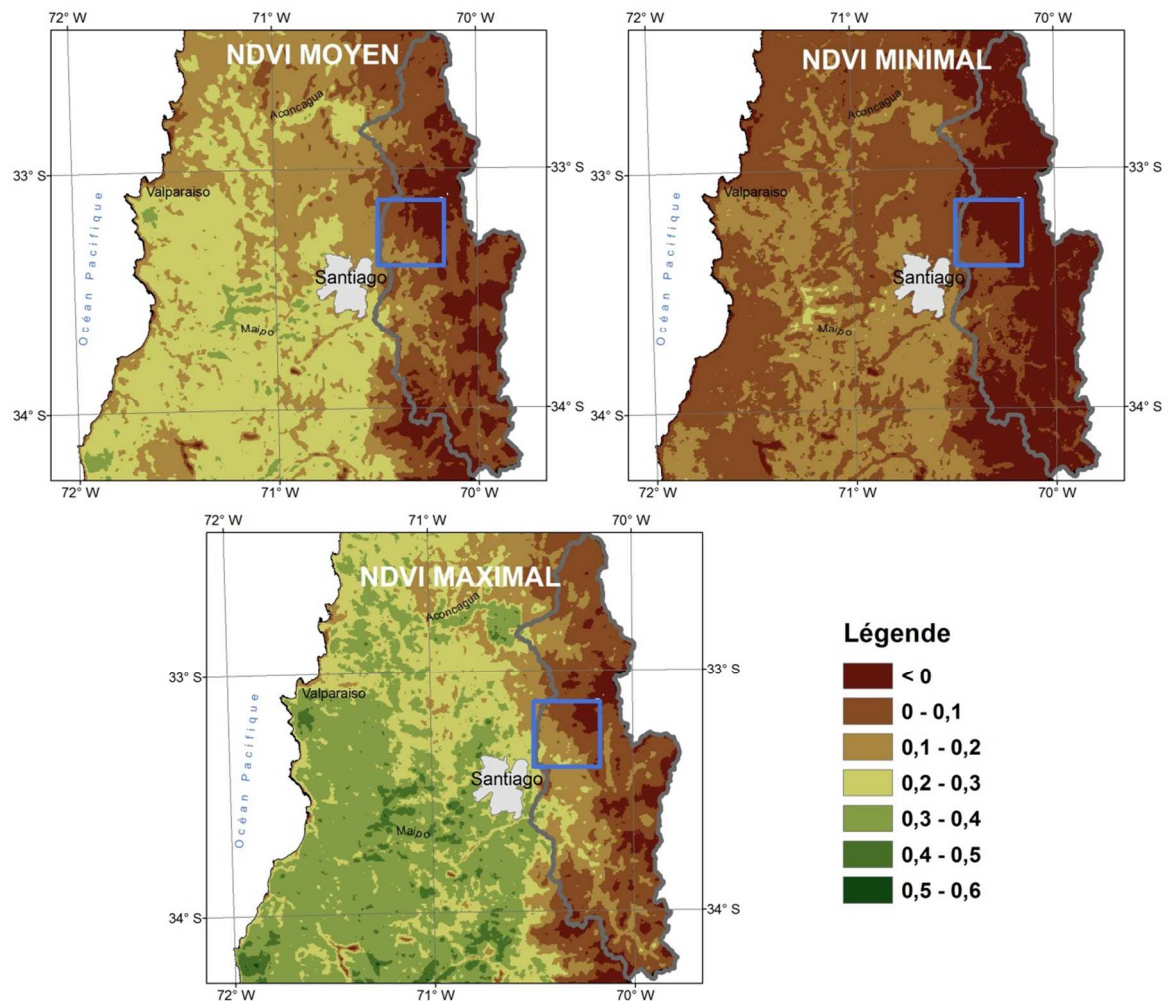 72° W
71° W
70° W
NDVI MOYEN
Aconcagua
33° S
33° S
Valparaiso
Océan Pacifique
Santiago
Maipo
34° S
34° S
72° W
71° W
70° W
72° W
71° W
70° W
NDVI MINIMAL
Aconcagua
33° S
33° S
Valparaiso
Océan Pacifique
Santiago
Maipo
34° S
34° S
72° W
71° W
70° W
72° W
71° W
70° W
NDVI MAXIMAL
Aconcagua
33° S
33° S
Valparaiso
Océan Pacifique
Santiago
Maipo
34° S
34° S
72° W
71° W
70° W
Légende
< 0
0 - 0,1
0,1 - 0,2
0,2 - 0,3
0,3 - 0,4
0,4 - 0,5
0,5 - 0,6